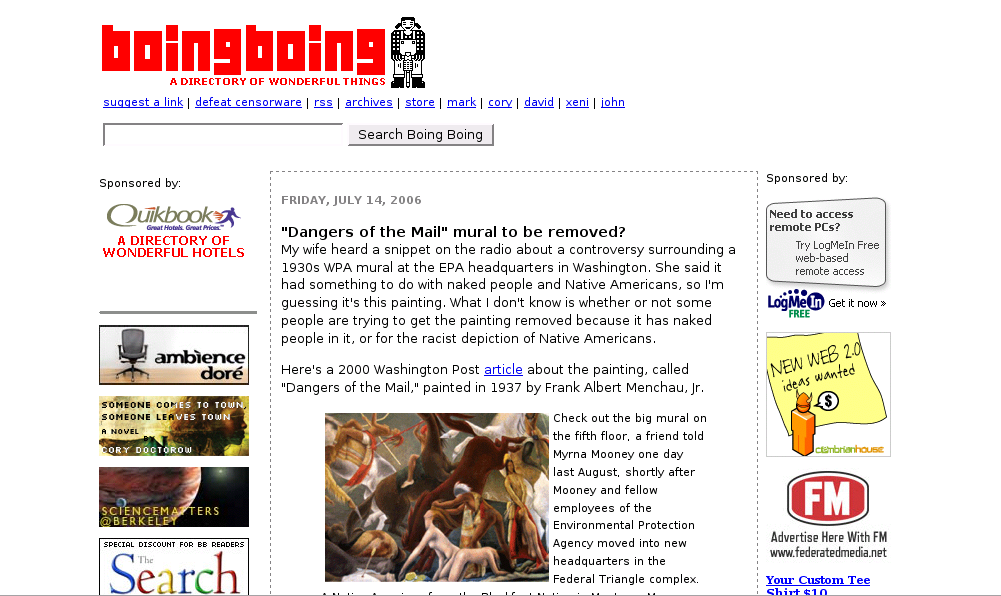 boingboing
A DIRECTORY OF WONDERFUL THINGS
suggest a link | defeat censorware | rss | archives | store | mark | cory | david | xeni | john
Search Boing Boing
Sponsored by:
Quikbook
Great Hotels. Great Prices.™
A DIRECTORY OF
WONDERFUL HOTELS
ambience
doré
SOMEONE COMES TO TOWN,
SOMEONE LEAVES TOWN
A NOVEL
BY
CORY DOCTOROW
SCIENCEMATTERS
@BERKELEY
SPECIAL DISCOUNT FOR BB READERS
The
Search
FRIDAY, JULY 14, 2006
"Dangers of the Mail" mural to be removed?
My wife heard a snippet on the radio about a controversy surrounding a
1930s WPA mural at the EPA headquarters in Washington. She said it
had something to do with naked people and Native Americans, so I'm
guessing it's this painting. What I don't know is whether or not some
people are trying to get the painting removed because it has naked
people in it, or for the racist depiction of Native Americans.
Here's a 2000 Washington Post article about the painting, called
"Dangers of the Mail," painted in 1937 by Frank Albert Menchau, Jr.
Check out the big mural on
the fifth floor, a friend told
Myrna Mooney one day
last August, shortly after
Mooney and fellow
employees of the
Environmental Protection
Agency moved into new
headquarters in the
Federal Triangle complex.
Sponsored by:
Need to access
remote PCs?
Try LogMeIn Free
web-based
remote access
LogMeIn
FREE
Get it now »
NEW WEB 2.0
ideas wanted
$
cambrianhouse
FM
Advertise Here With FM
www.federatedmedia.net
Your Custom Tee
Shirt $10